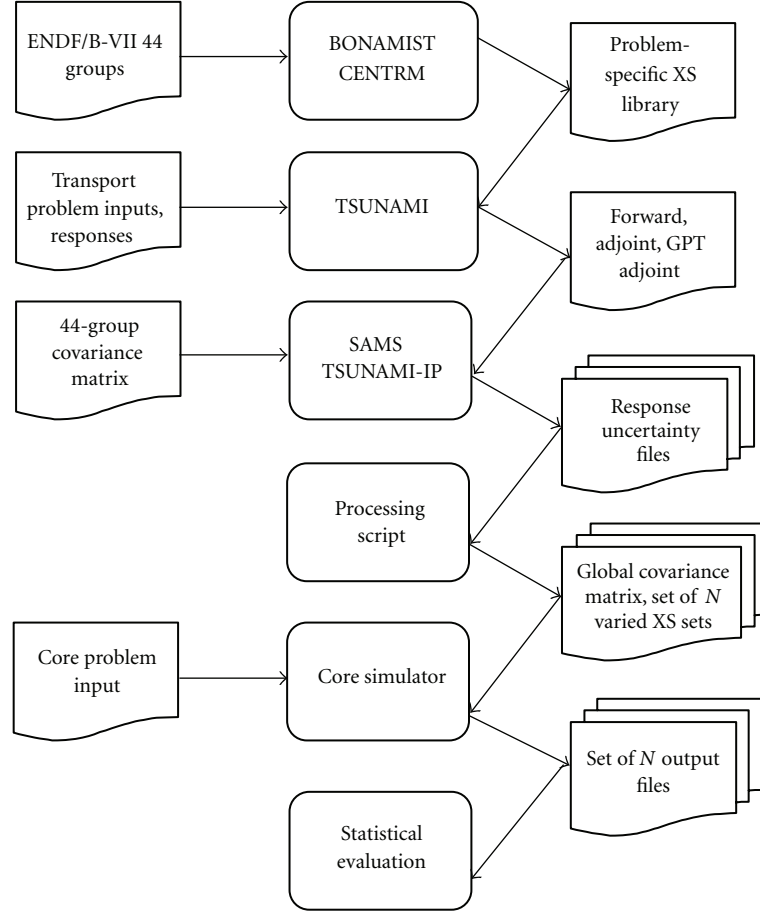 ENDF/B-VII 44
groups
BONAMIST
CENTRM
Problem-
specific XS
library
Transport
problem inputs,
responses
TSUNAMI
Forward,
adjoint, GPT
adjoint
44-group
covariance
matrix
SAMS
TSUNAMI-IP
Response
uncertainty
files
Processing
script
Global covariance
matrix, set of N
varied XS sets
Core problem
input
Core simulator
Set of N output
files
Statistical
evaluation